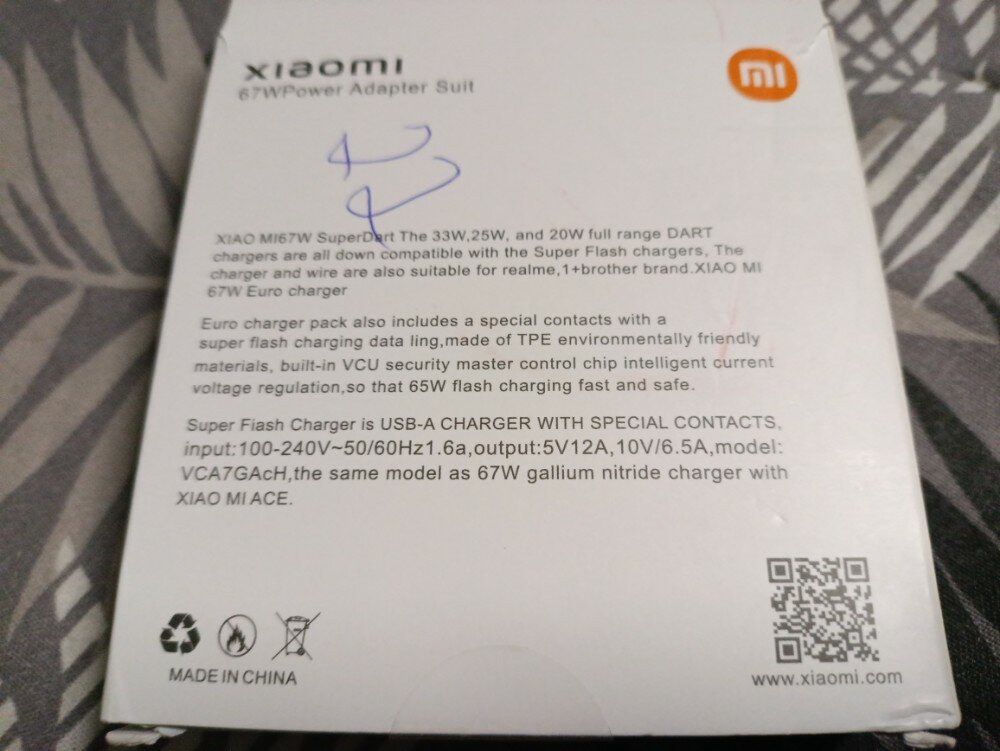 xiaomi
67WPower Adapter Suit
mi
XIAO MI67W SuperDart The 33W,25W, and 20W full range DART
chargers are all down compatible with the Super Flash chargers, The
charger and wire are also suitable for realme,1+brother brand.XIAO MI
67W Euro charger
Euro charger pack also includes a special contacts with a
super flash charging data ling,made of TPE environmentally friendly
materials, built-in VCU security master control chip intelligent current
voltage regulation,so that 65W flash charging fast and safe.
Super Fiash Charger is USB-A CHARGER WITH SPECIAL CONTACTS,
input:100-240V~50/60Hz1.6a,output:5V12A,10V/6.5A,model:
VCA7GAcH,the same model as 67W gallium nitride charger with
XIAO MI ACE.
MADE IN CHINA
www.xiaomi.com